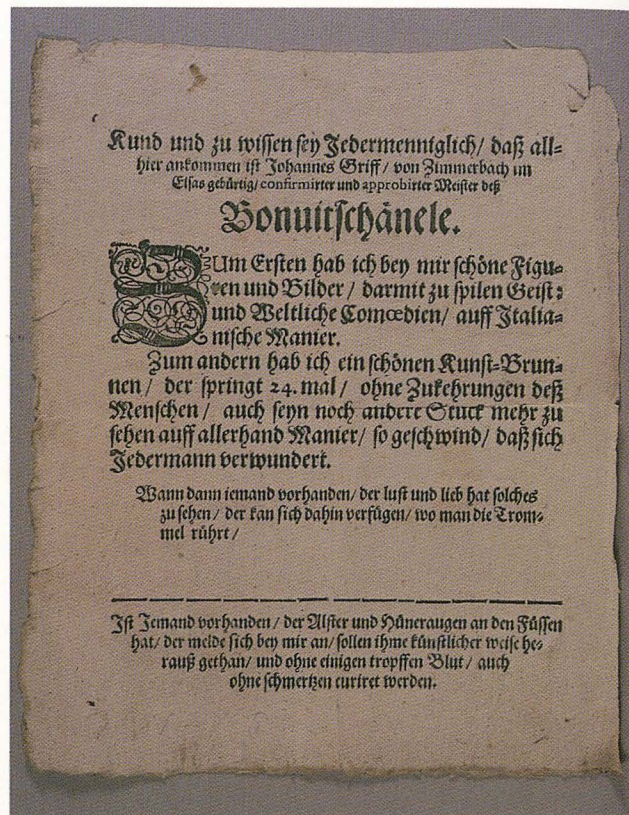 Kund und zu wissen sey Jedermenniglich/ daß all-
hier ankommen ist Johannes Griff/ von Zimmerbach im
Elsas gebürtig/ confirmirter und approbirter Meister deß
Bonuitschänele.
ZUm Ersten hab ich bey mir schöne Figu-
ren und Bilder/ darmit zu spilen Geist-
und Weltliche Comœdien/ auff Italia-
nische Manier.
Zum andern hab ich ein schönen Kunst-Brun-
nen/ der springt 24. mal/ ohne Zukehrungen deß
Menschen/ auch seyn noch andere Stuck mehr zu
sehen auff allerhand Manier/ so geschwind/ daß sich
Jedermann verwundert.
Wann dann iemand vorhanden/ der lust und lieb hat solches
zu sehen/ der kan sich dahin verfügen/ wo man die Trom-
mel rührt/
Ist Jemand vorhanden/ der Alster und Hüneraugen an den Füssen
hat/ der melde sich bey mir an/ sollen ihme künstlicher weise he-
rauß gethan/ und ohne einigen tropffen Blut/ auch
ohne schmertzen curiret werden.